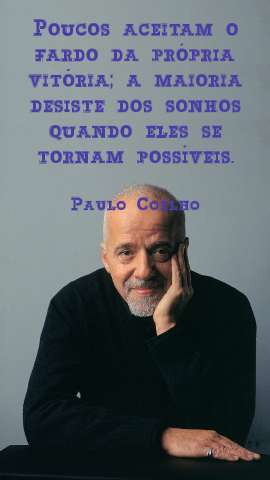 Poucos aceitam o
fardo da própria
vitória; a maioria
desiste dos sonhos
quando eles se
tornam possíveis.
Paulo Coelho